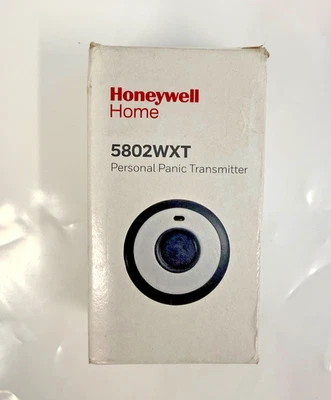 Honeywell
Home
5802WXT
Personal Panic Transmitter